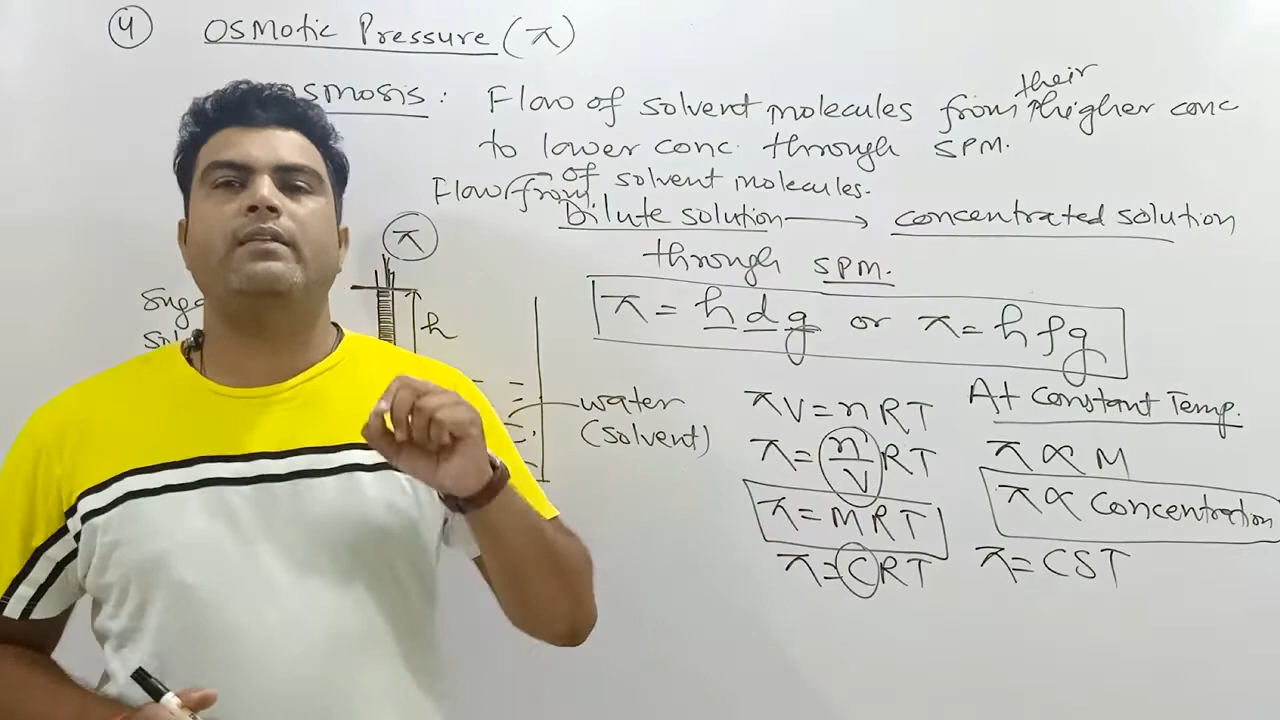 4 Osmotic Pressure (π)
smosis : Flow of solvent molecules from their higher conc
to lower conc. through SPM.
Flow from of solvent molecules.
Dilute solution → concentrated solution
through SPM.
π
h
π = h d g or π = h ρ g
water
(solvent)
πV = nRT
π = n/V RT
π = MRT
π = CRT
At constant Temp.
π ∝ M
π ∝ concentration
π = CST